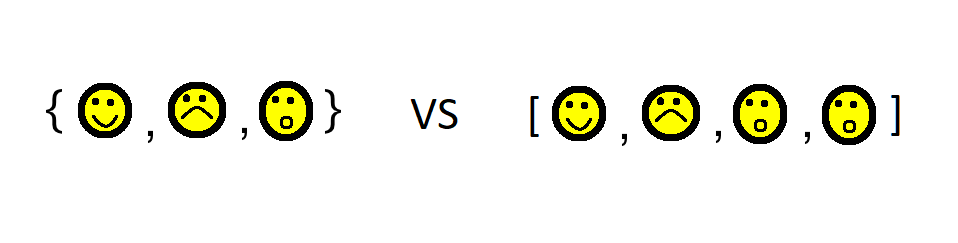 { , , } VS [ , , , ]